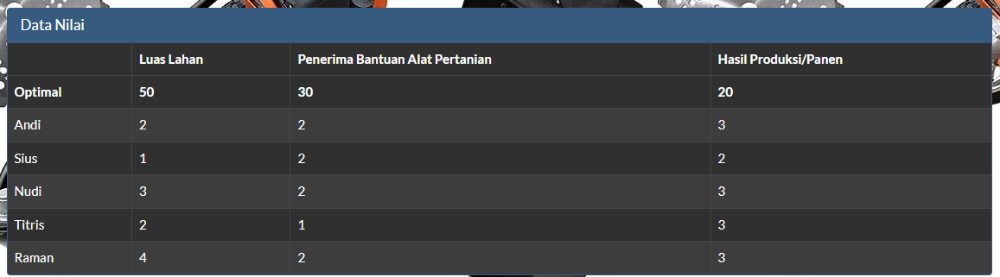 Data Nilai
Luas Lahan Penerima Bantuan Alat Pertanian Hasil Produksi/Panen
Optimal 50 30 20
Andi 2 2 3
Sius 1 2 2
Nudi 3 2 3
Titris 2 1 3
Raman 4 2 3